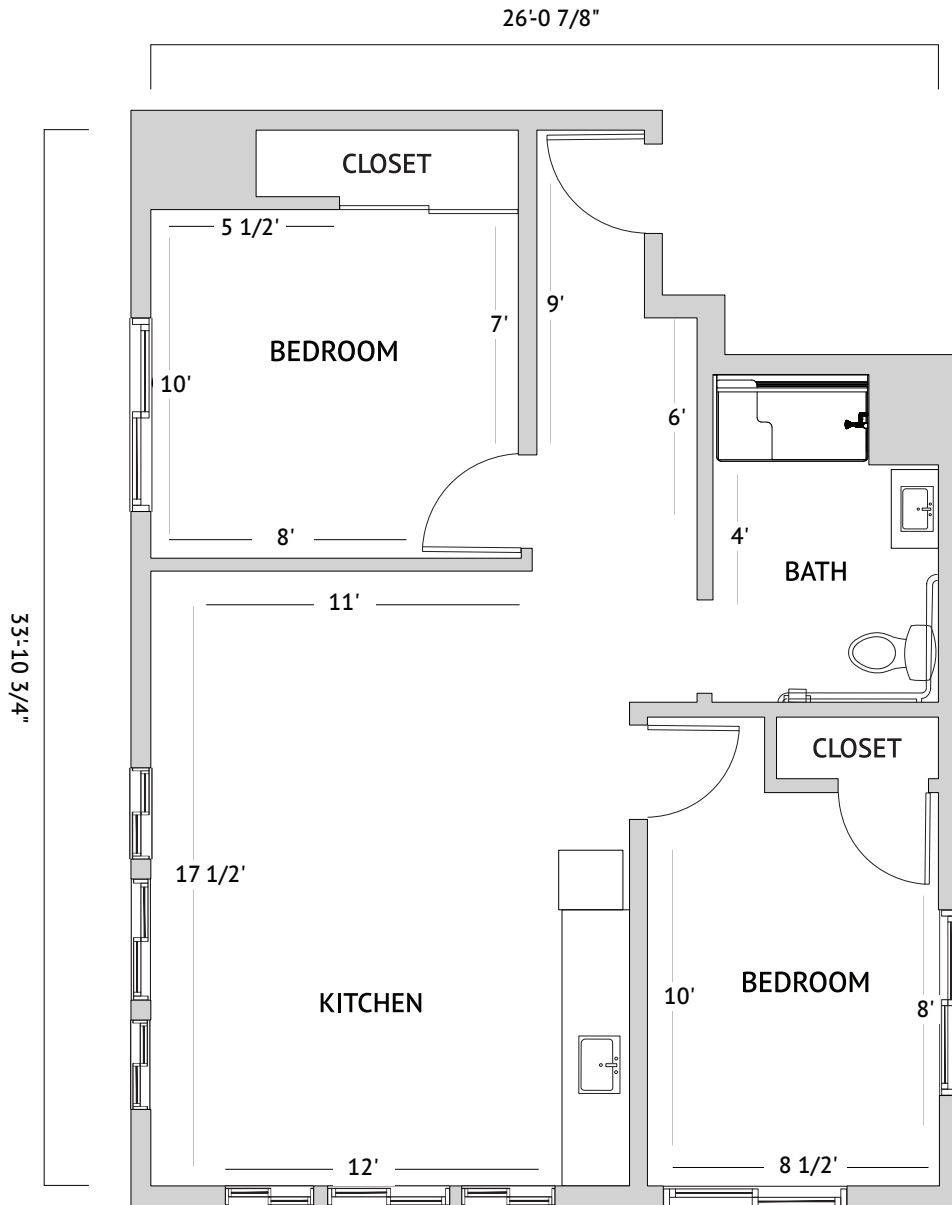 26'-0 7/8"
CLOSET
5 1/2'
9'
7'
BEDROOM
10'
6'
8'
4'
BATH
11'
33'-10 3/4"
CLOSET
17 1/2'
BEDROOM
10'
KITCHEN
8'
12'
8 1/2'